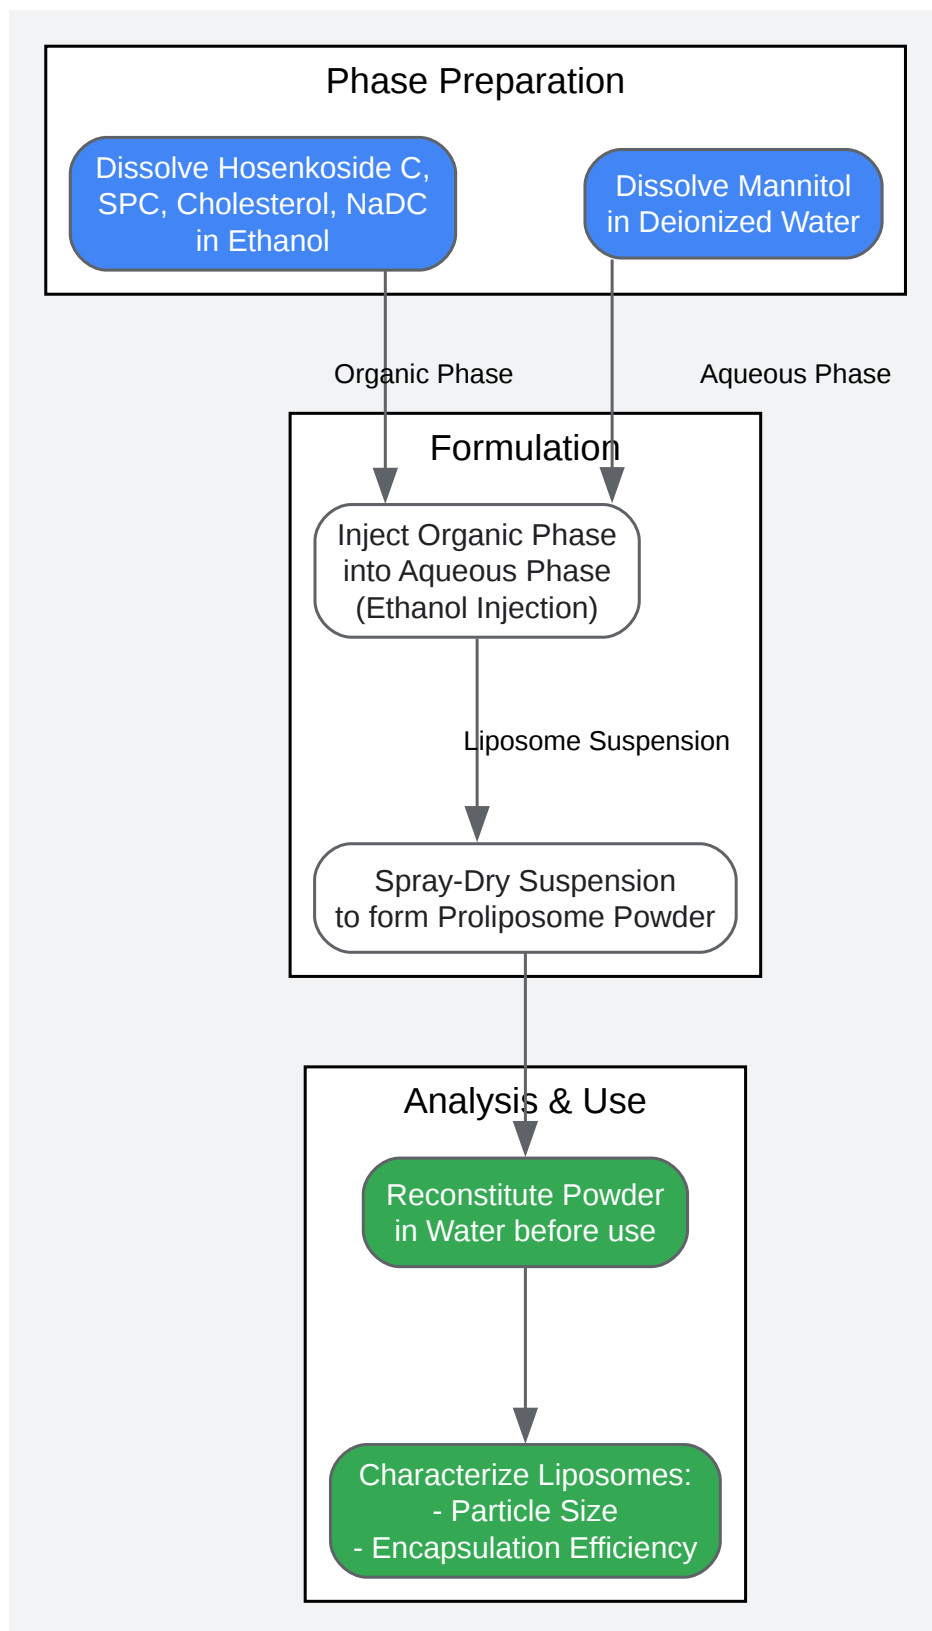 Phase Preparation
Dissolve Hosenkoside C,
SPC, Cholesterol, NaDC
in Ethanol
Dissolve Mannitol
in Deionized Water
Organic Phase
Aqueous Phase
Formulation
Inject Organic Phase
into Aqueous Phase
(Ethanol Injection)
Liposome Suspension
Spray-Dry Suspension
to form Proliposome Powder
Analysis & Use
Reconstitute Powder
in Water before use
Characterize Liposomes:
- Particle Size
- Encapsulation Efficiency